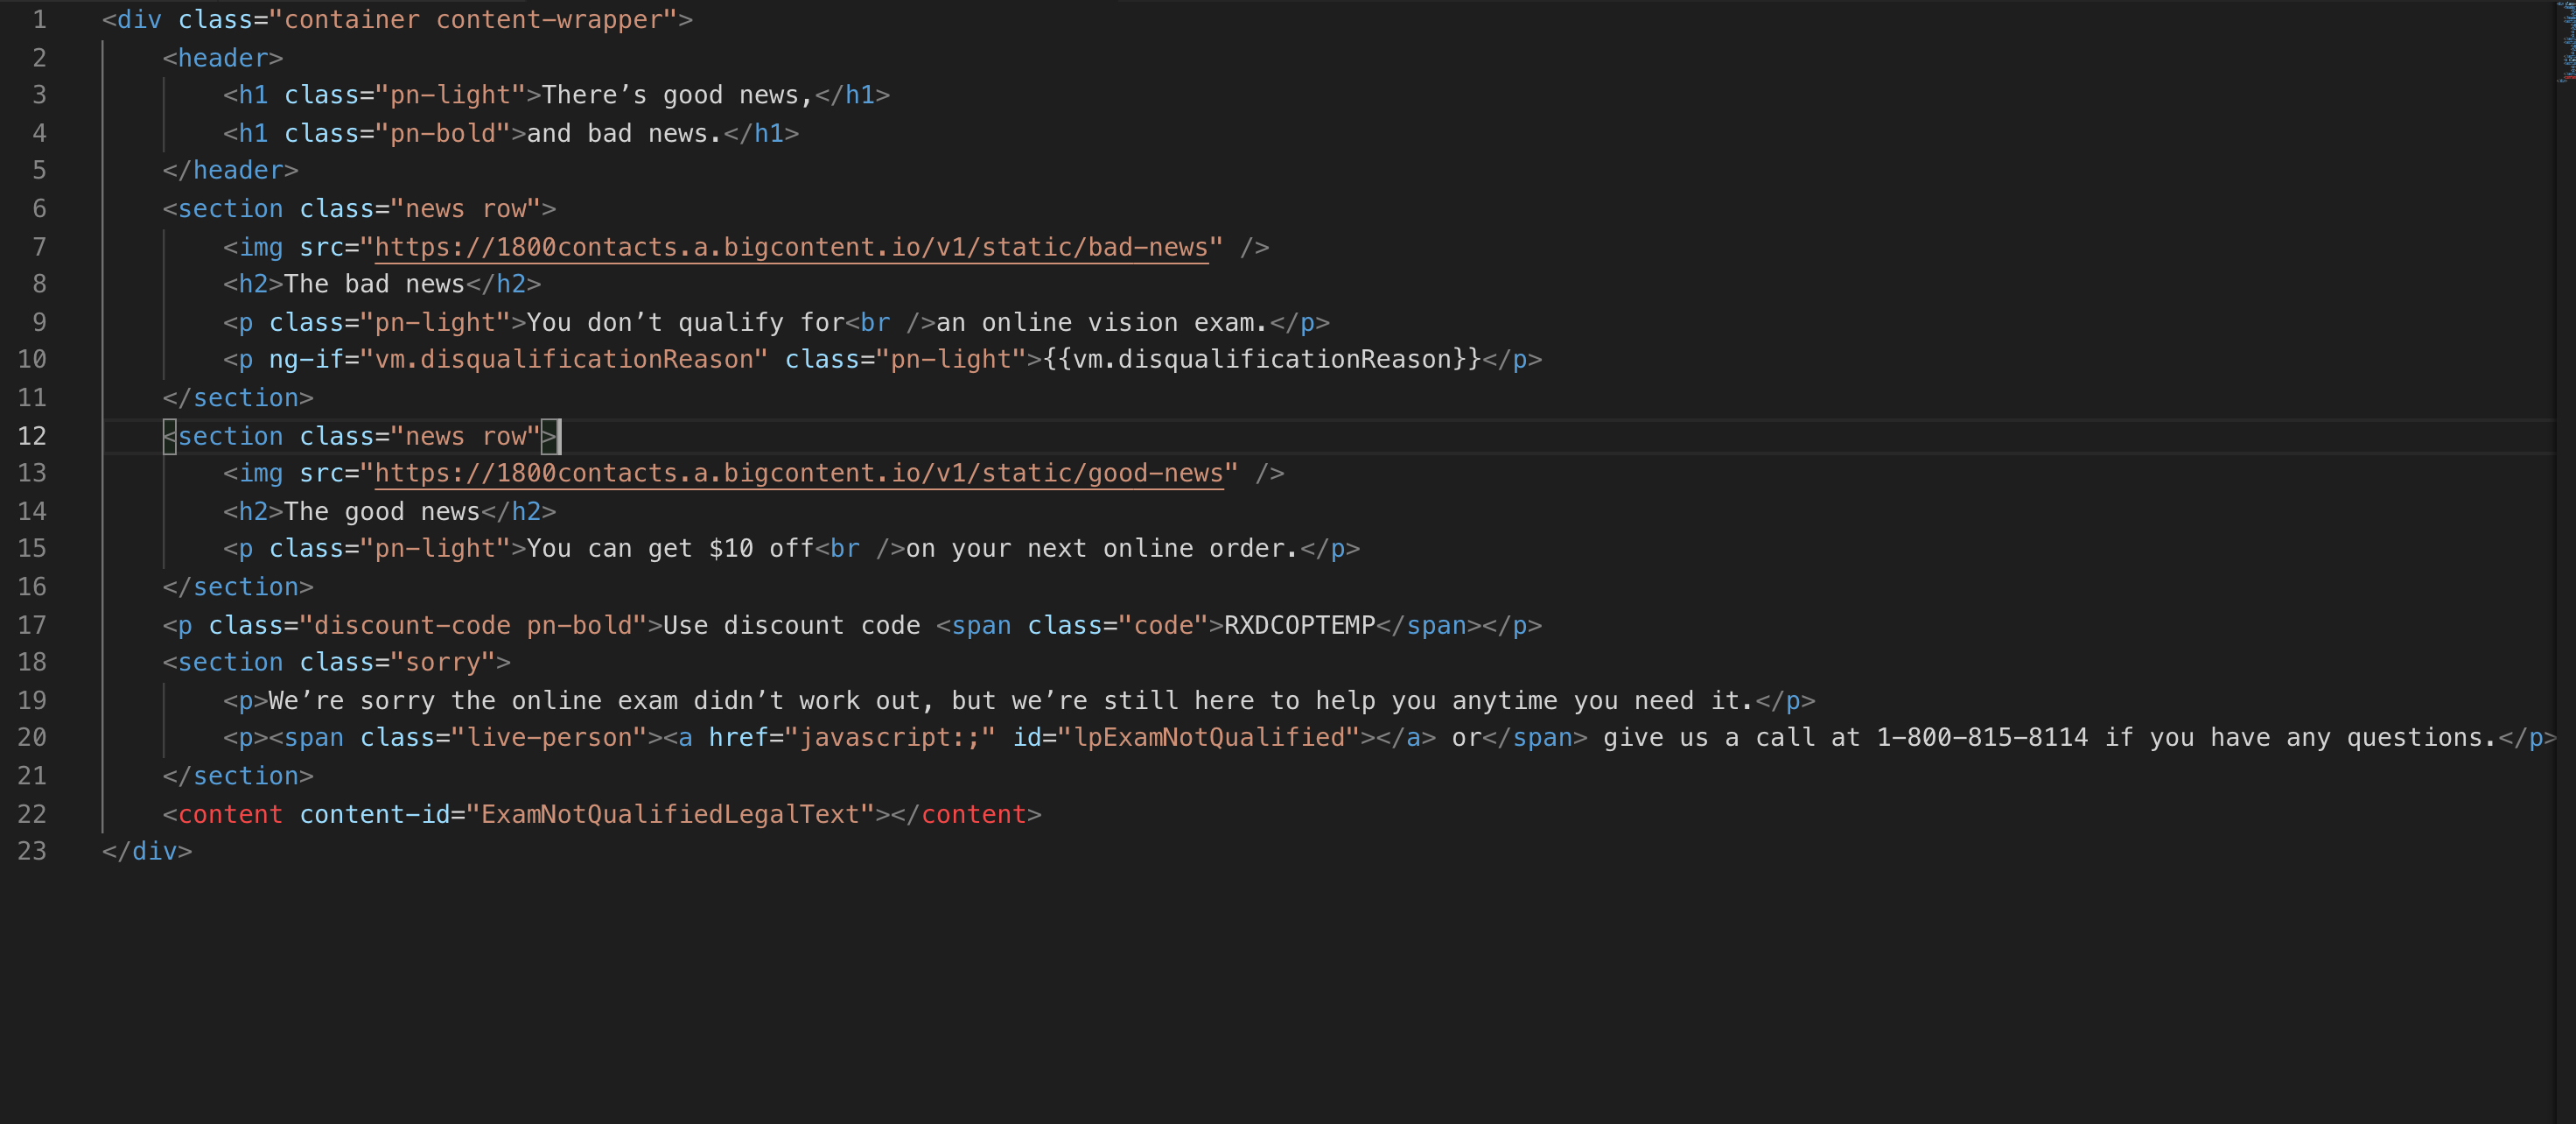 1 <div class="container content-wrapper">
2     <header>
3         <h1 class="pn-light">There’s good news,</h1>
4         <h1 class="pn-bold">and bad news.</h1>
5     </header>
6     <section class="news row">
7         <img src="https://1800contacts.a.bigcontent.io/v1/static/bad-news" />
8         <h2>The bad news</h2>
9         <p class="pn-light">You don’t qualify for<br />an online vision exam.</p>
10         <p ng-if="vm.disqualificationReason" class="pn-light">{{vm.disqualificationReason}}</p>
11     </section>
12     <section class="news row">
13         <img src="https://1800contacts.a.bigcontent.io/v1/static/good-news" />
14         <h2>The good news</h2>
15         <p class="pn-light">You can get $10 off<br />on your next online order.</p>
16     </section>
17     <p class="discount-code pn-bold">Use discount code <span class="code">RXDCOPTEMP</span></p>
18     <section class="sorry">
19         <p>We’re sorry the online exam didn’t work out, but we’re still here to help you anytime you need it.</p>
20         <p><span class="live-person"><a href="javascript:;" id="lpExamNotQualified"></a> or</span> give us a call at 1-800-815-8114 if you have any questions.</p>
21     </section>
22     <content content-id="ExamNotQualifiedLegalText"></content>
23 </div>